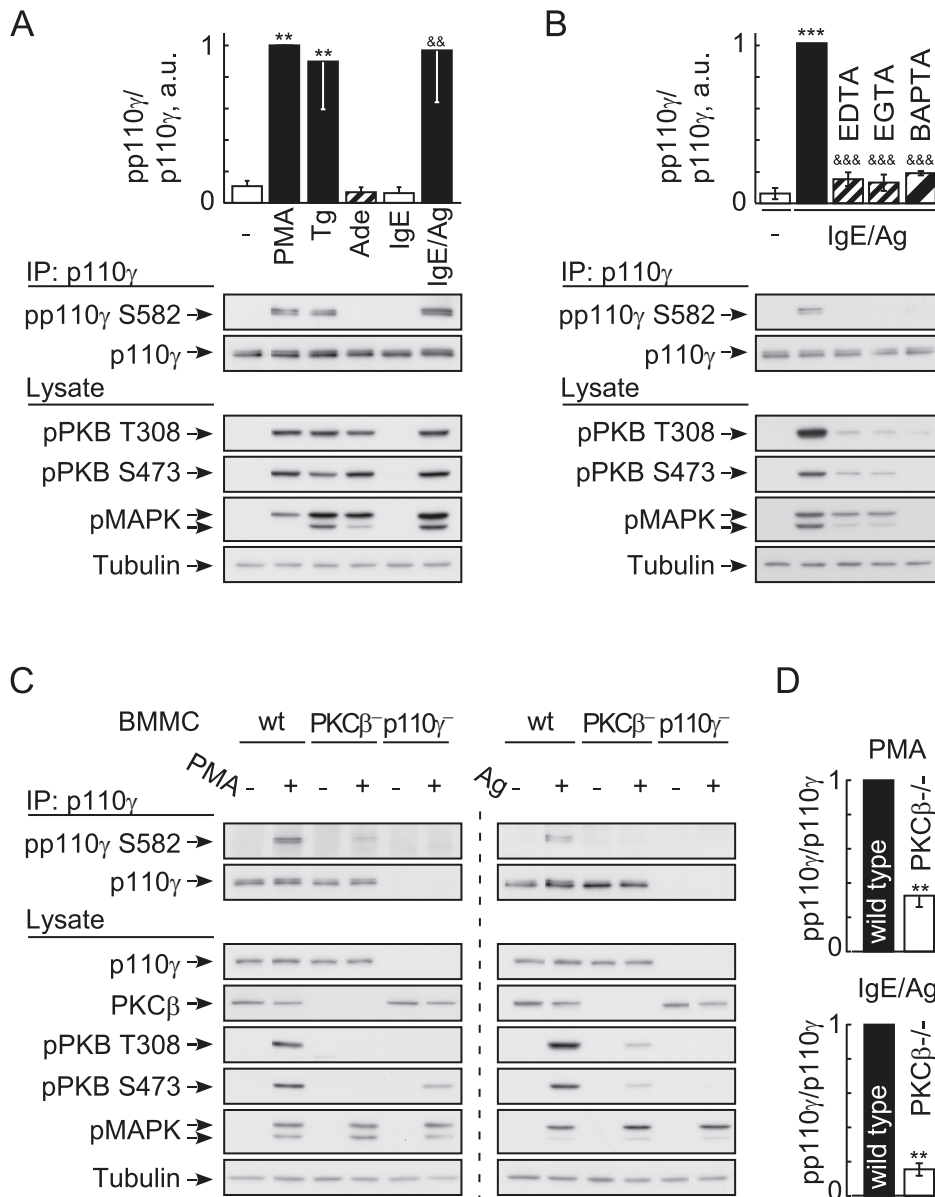 A
pp110γ/
p110γ, a.u.
1
0
** ** &&
- PMA Tg Ade IgE IgE/Ag
IP: p110γ
pp110γ S582
p110γ
Lysate
pPKB T308
pPKB S473
pMAPK
Tubulin
B
pp110γ/
p110γ, a.u.
1
0
***
EDTA EGTA BAPTA
&&& &&& &&&
- IgE/Ag
IP: p110γ
pp110γ S582
p110γ
Lysate
pPKB T308
pPKB S473
pMAPK
Tubulin
C
BMMC wt PKCβ⁻ p110γ⁻ wt PKCβ⁻ p110γ⁻
PMA - + - + - + Ag - + - + - +
IP: p110γ
pp110γ S582
p110γ
Lysate
p110γ
PKCβ
pPKB T308
pPKB S473
pMAPK
Tubulin
D
PMA
pp110γ/p110γ
1
0
wild type
PKCβ-/-
**
IgE/Ag
pp110γ/p110γ
1
0
wild type
PKCβ-/-
**